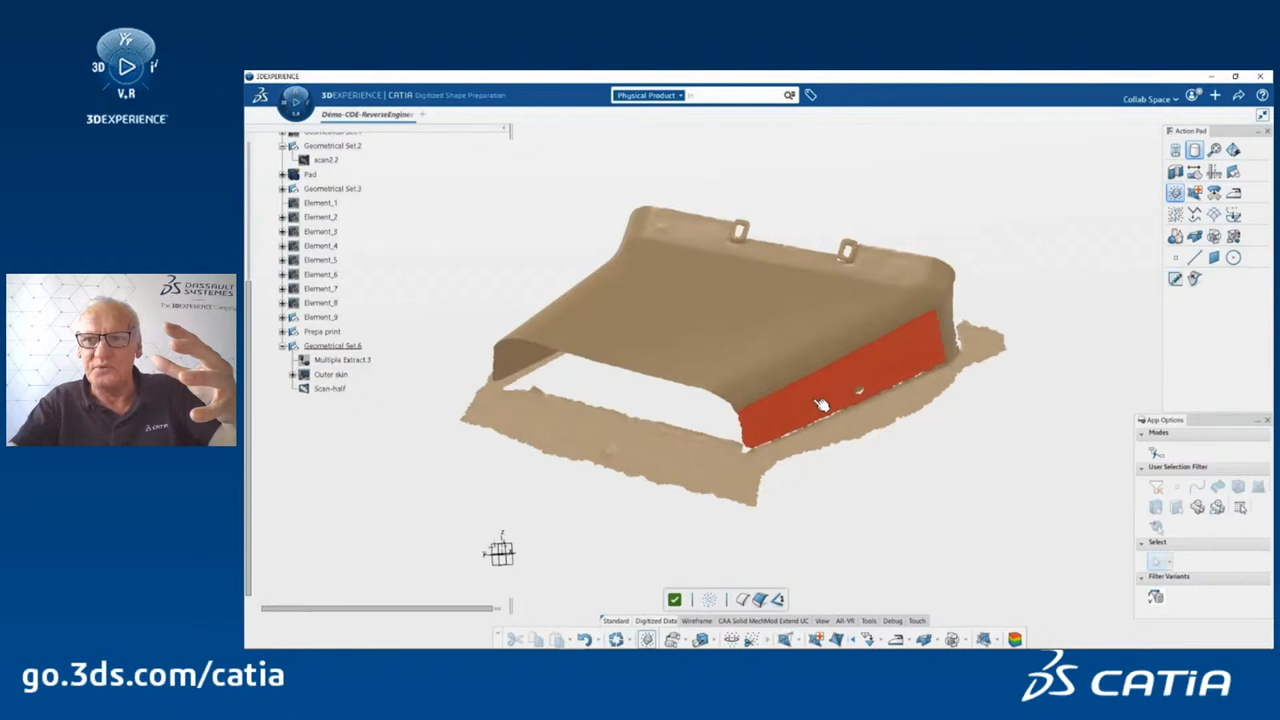 3D
V.R
3DEXPERIENCE
3DEXPERIENCE
3DEXPERIENCE | CATIA Digitized Shape Preparation
Physical Product
in
Collab Space
Démo-COE-ReverseEngine
Geometrical Set.2
scan2.2
Pad
Geometrical Set.3
Element_1
Element_2
Element_3
Element_4
Element_5
Element_6
Element_7
Element_8
Element_9
Prepa print
Geometrical Set.6
Multiple Extract.3
Outer skin
Scan-half
Action Pad
DASSAULT
SYSTEMES
The 3DEXPERIENCE Company
CATIA
App Options
Modes
User Selection Filter
Select
Filter Variants
Standard
Digitized Data
Wireframe
CAA Solid MechMod Extend UC
View
AR-VR
Tools
Debug
Touch
go.3ds.com/catia
CATIA